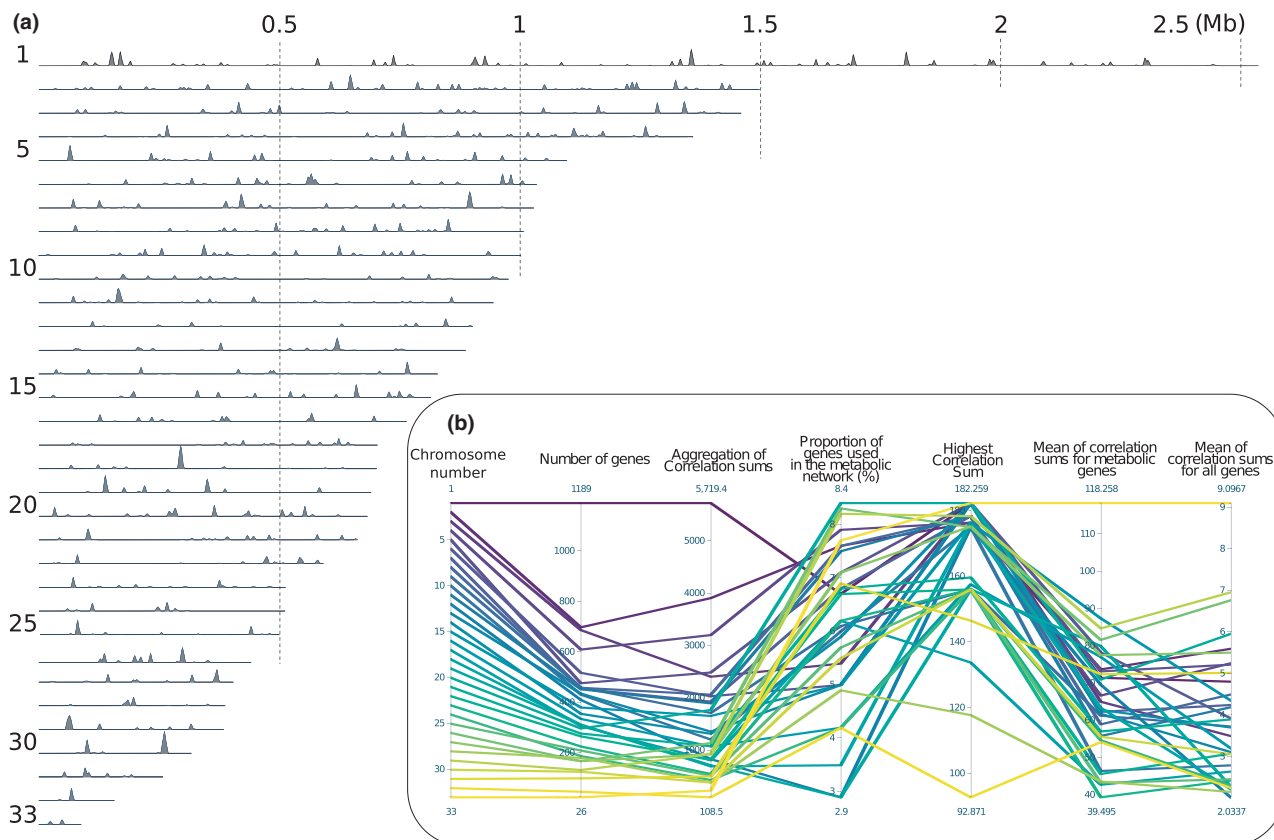 (a)
0.5
1
1.5
2
2.5 (Mb)
1
5
10
15
20
25
30
33
(b)
Chromosome
number
Number of genes
Aggregation of
Correlation sums
Proportion of
genes used
in the metabolic
network (%)
Highest
Correlation
Sum
Mean of correlation
sums for metabolic
genes
Mean of
correlation sums
for all genes
1
1189
5,719.4
8.4
182.259
118.258
9.0967
5
10
15
20
25
30
1000
800
600
200
5000
4000
3000
1000
8
4
3
180
160
140
120
100
110
100
40
9
8
7
6
5
4
33
26
108.5
2.9
92.871
39.495
2.0337